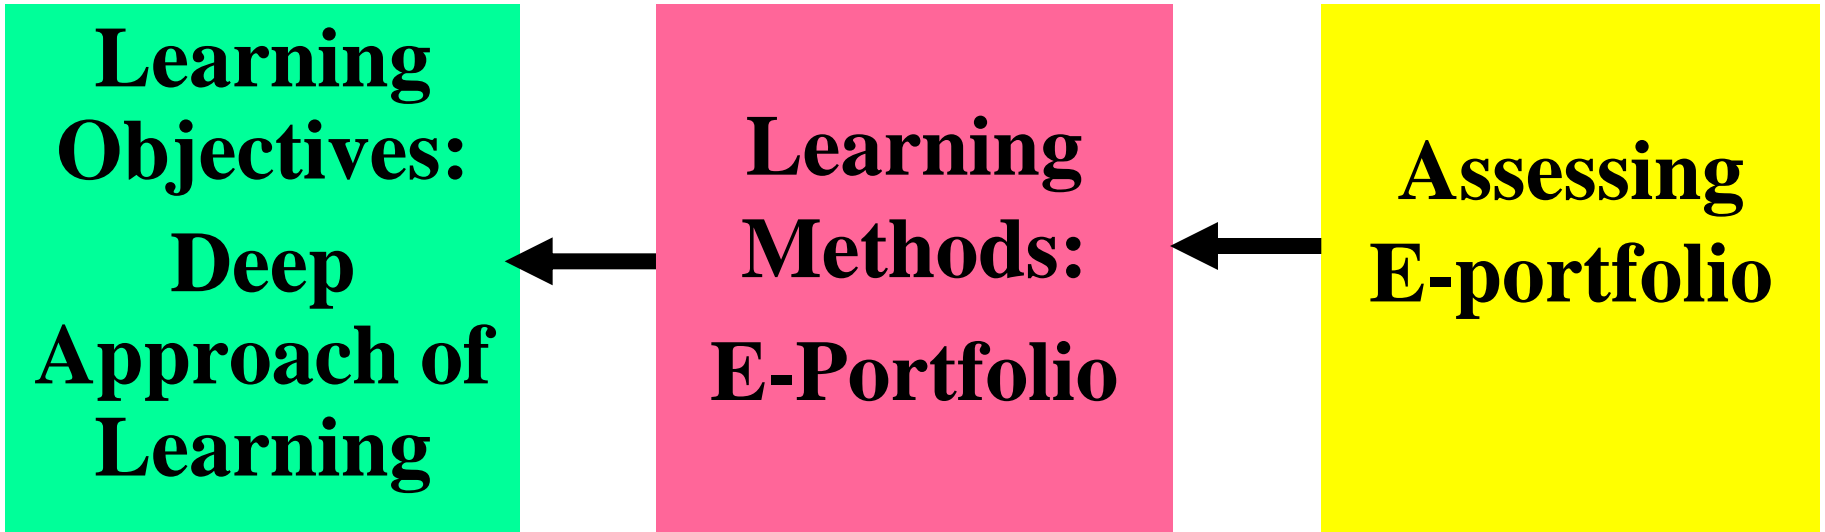 Learning
Objectives:
Deep
Approach of
Learning
Learning
Methods:
E-Portfolio
Assessing
E-portfolio